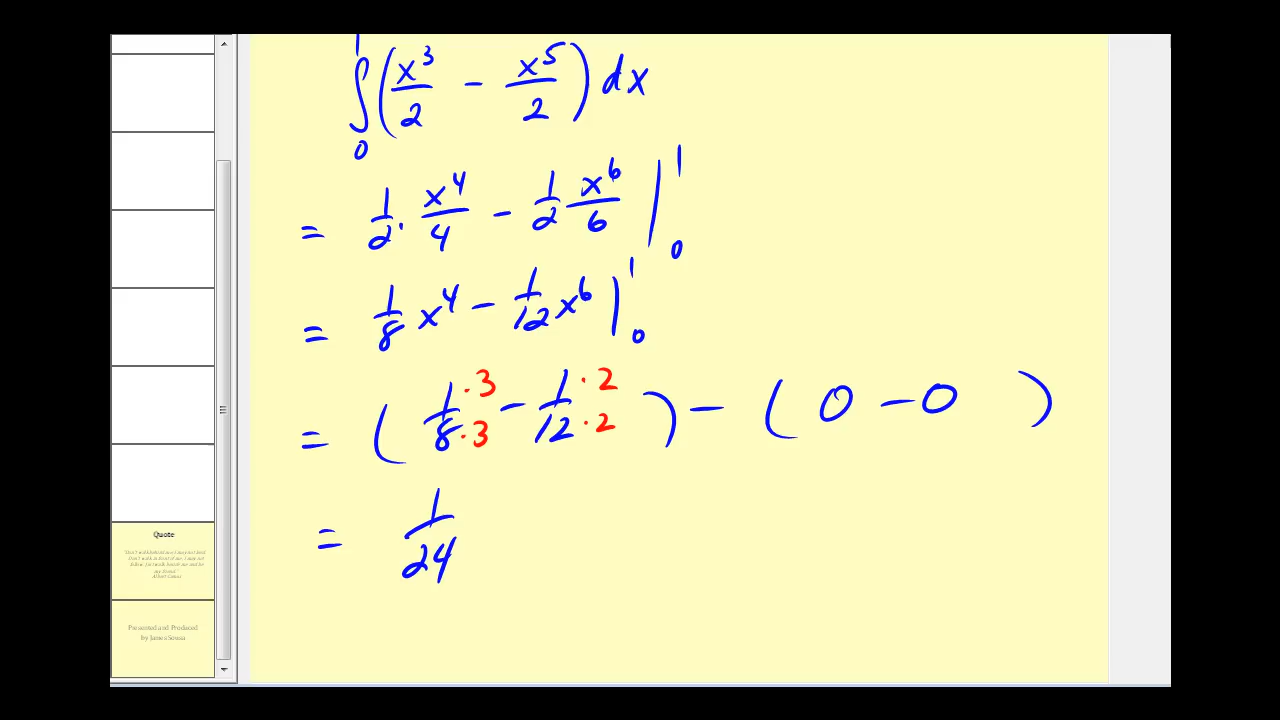 ∫₀¹ (x³/2 − x⁵/2) dx
= 1/2 · x⁴/4 − 1/2 x⁶/6 |₀¹
= 1/8 x⁴ − 1/12 x⁶ |₀¹
= ( 1·3/8·3 − 1·2/12·2 ) − ( 0 − 0 )
= 1/24
Quote
Albert Camus
Presented and Produced
by James Sousa